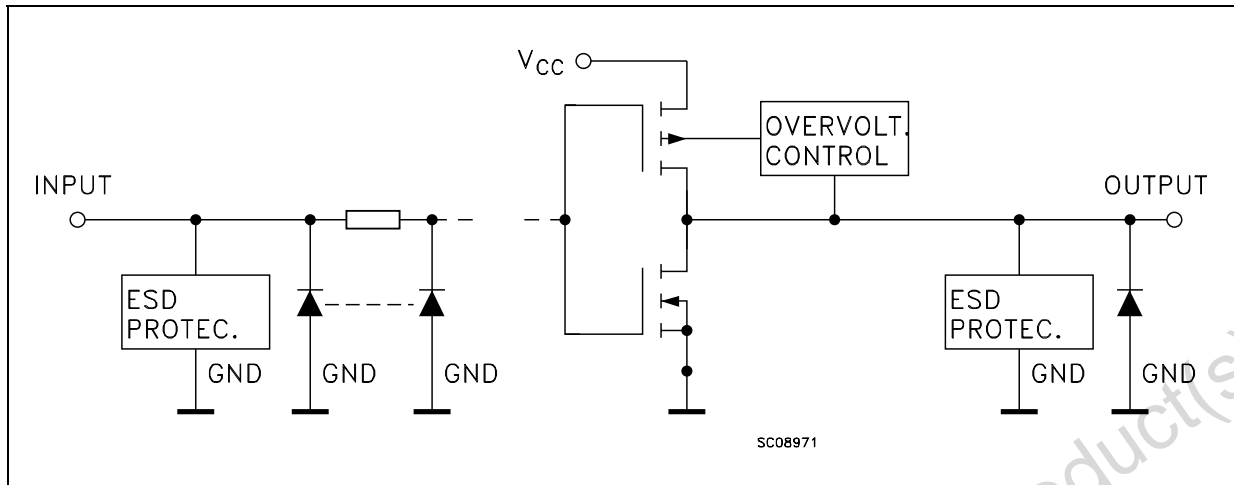 VCC
OVERVOLT.
CONTROL
INPUT
OUTPUT
ESD
PROTEC.
GND
GND
GND
ESD
PROTEC.
GND
GND
SC08971